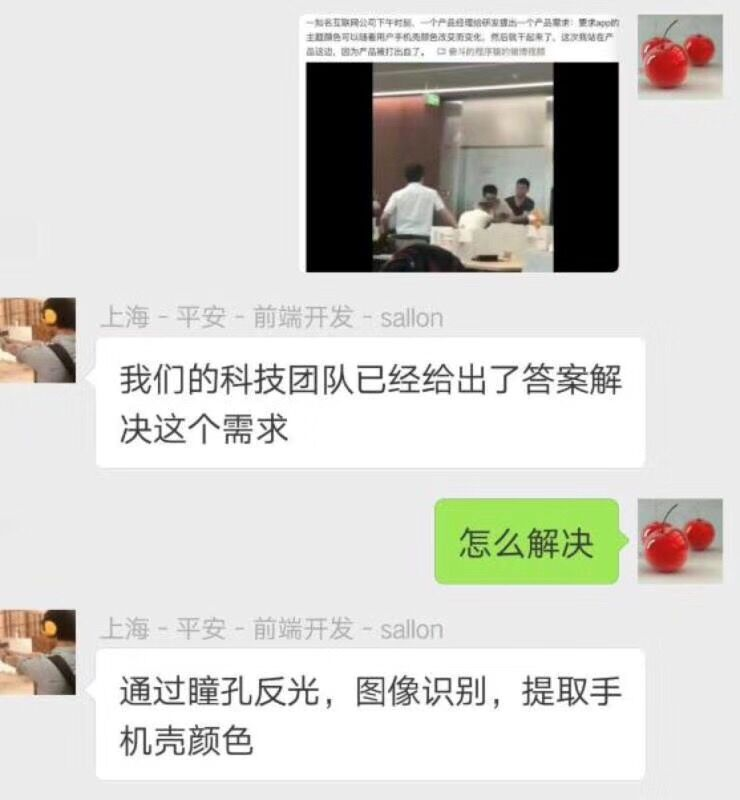 一知名互联网公司下午时刻，一个产品经理给研发提出一个产品需求：要求app的
主题颜色可以随着用户手机壳颜色改变而变化，然后就干起来了，这次我站在产
品这边，因为产品被打出血了。 奋斗的程序猿的微博视频
上海 - 平安 - 前端开发 - sallon
我们的科技团队已经给出了答案解
决这个需求
怎么解决
上海 - 平安 - 前端开发 - sallon
通过瞳孔反光，图像识别，提取手
机壳颜色